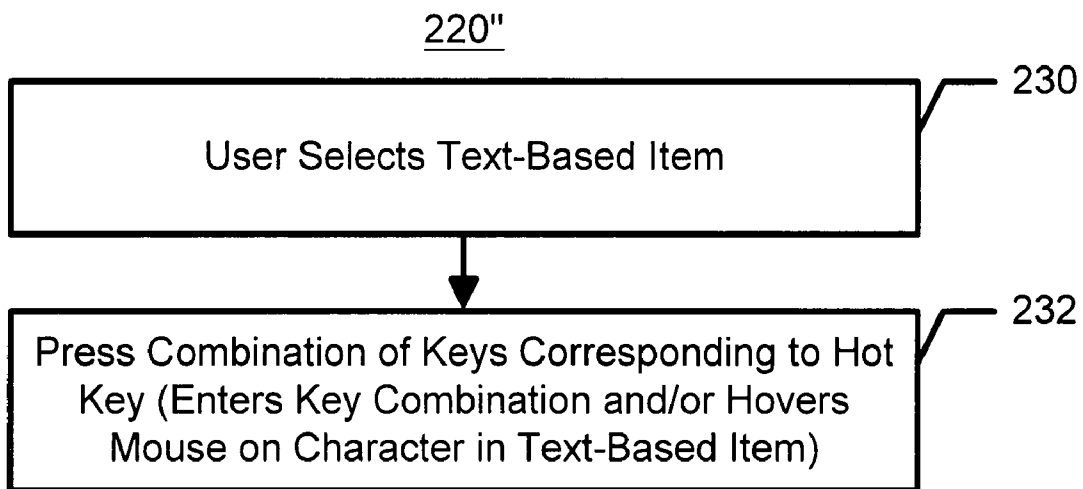 220"
230
User Selects Text-Based Item
232
Press Combination of Keys Corresponding to Hot
Key (Enters Key Combination and/or Hovers
Mouse on Character in Text-Based Item)